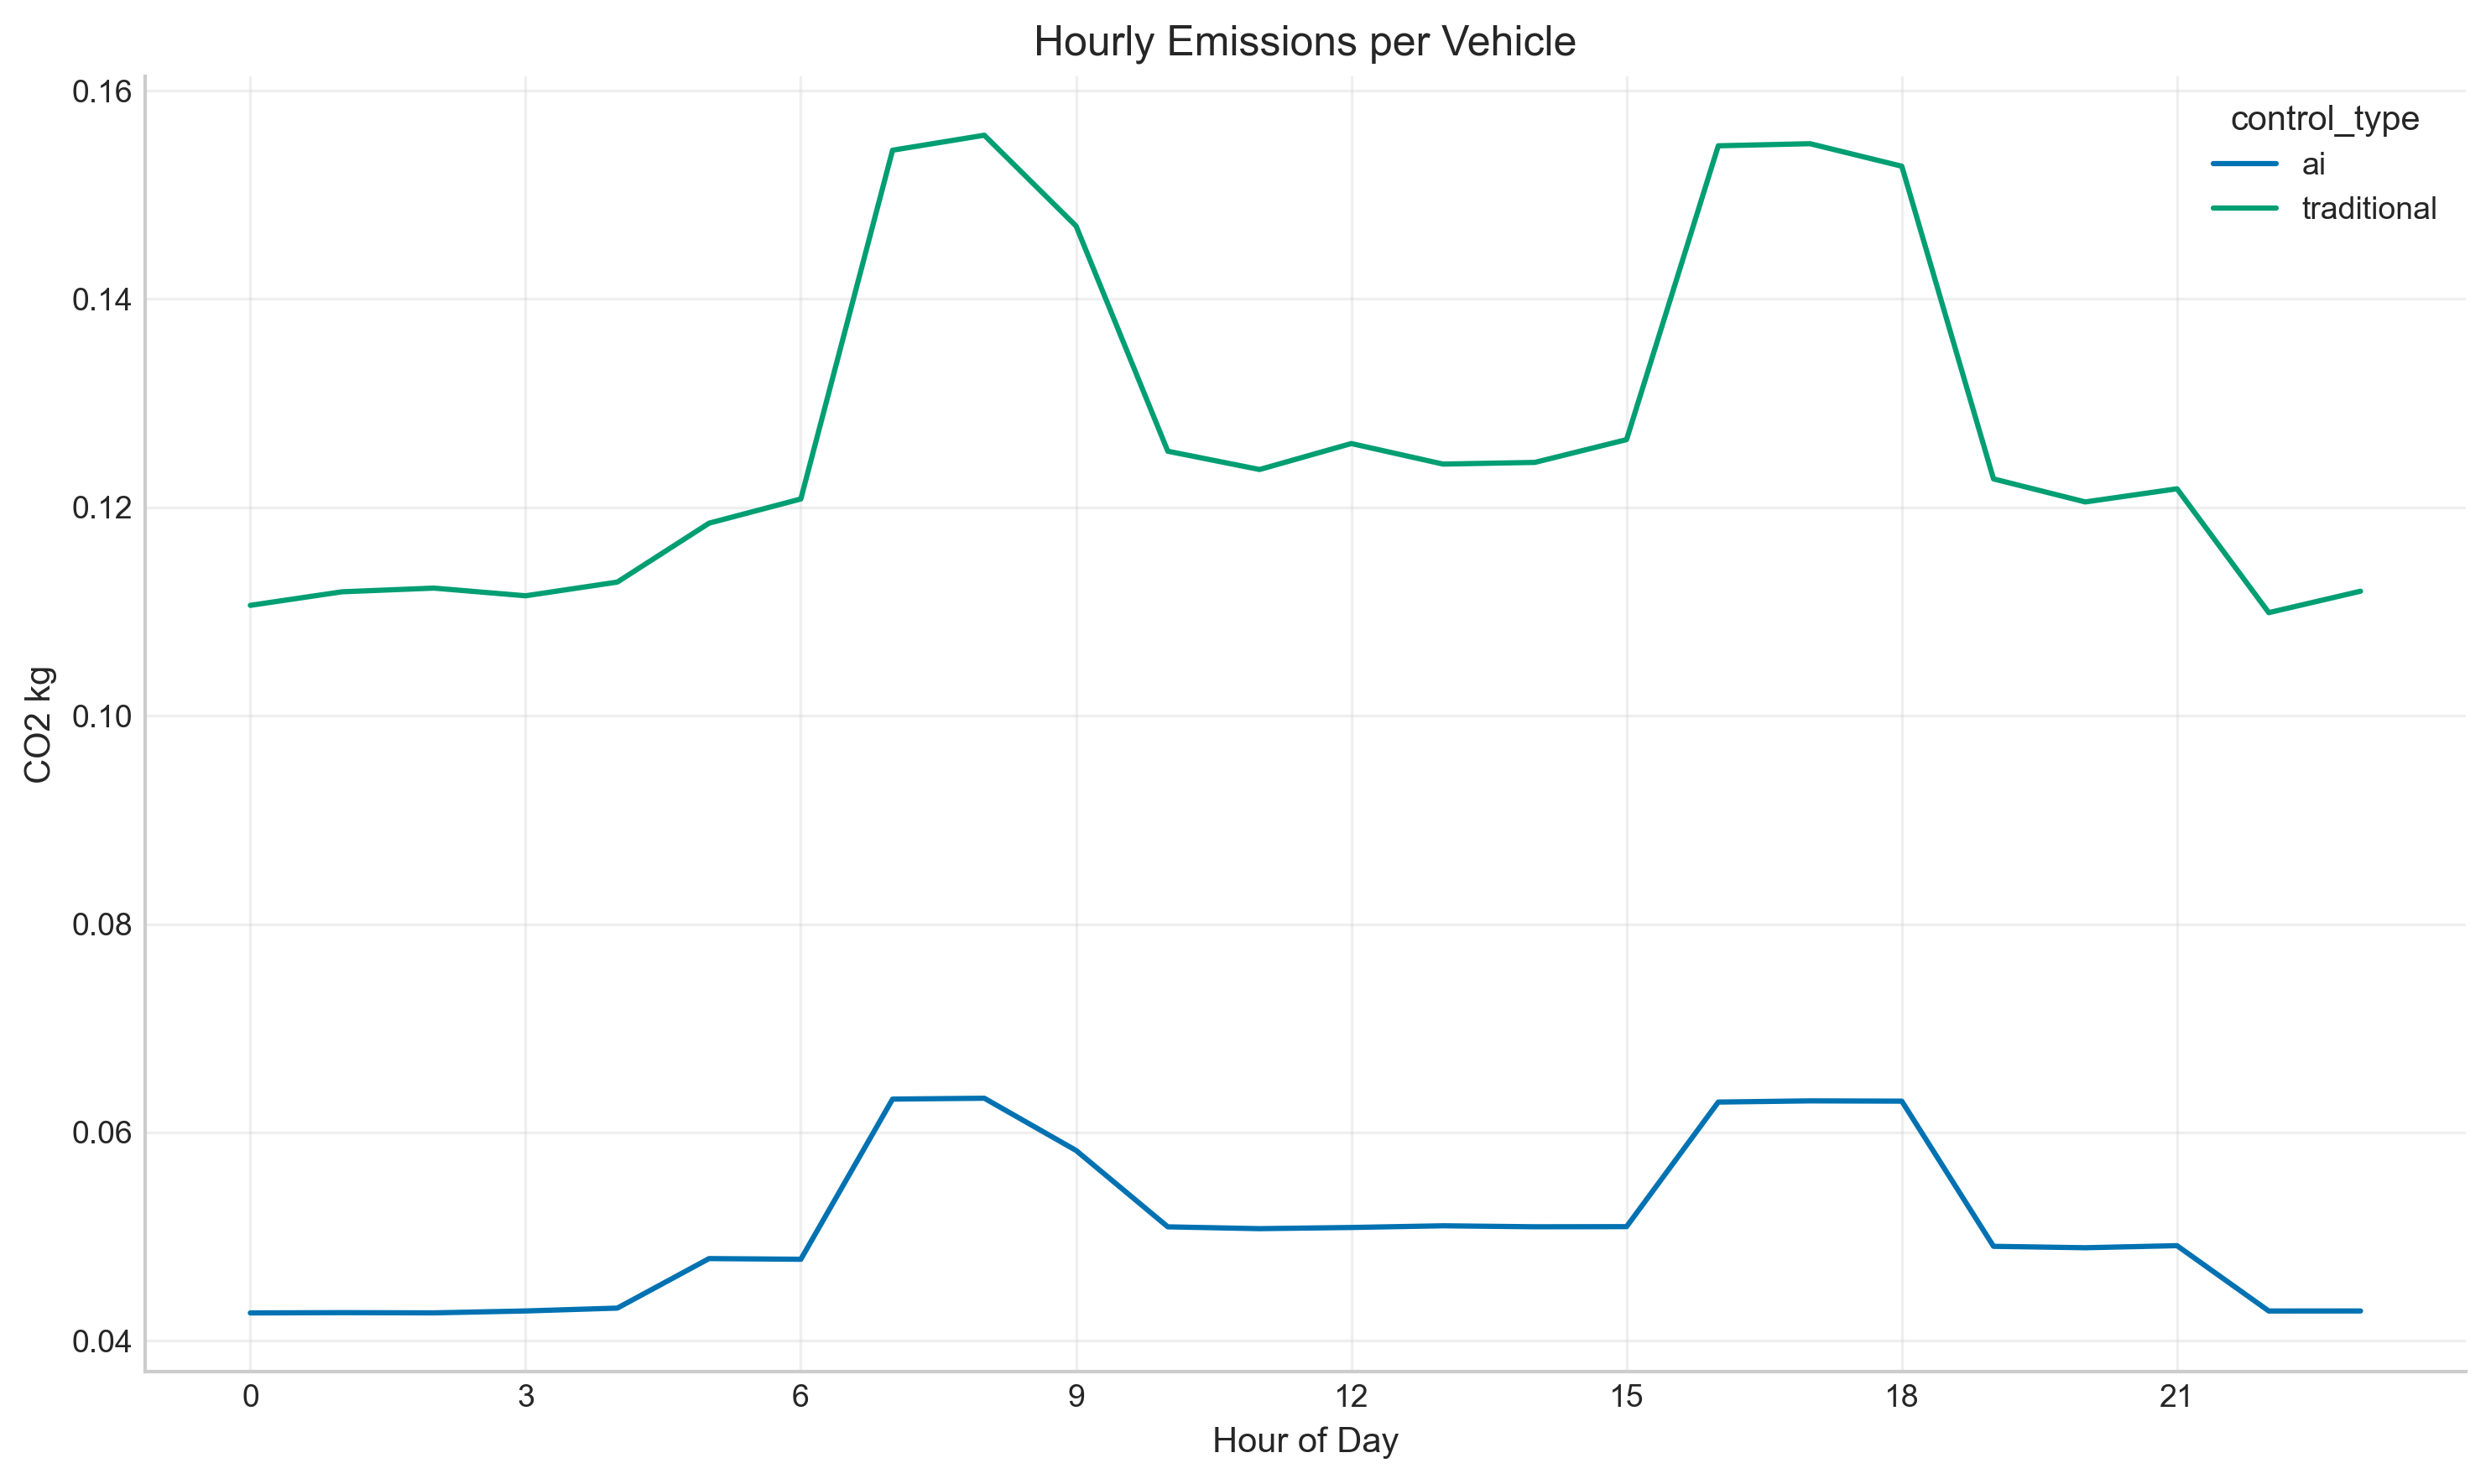 Hourly Emissions per Vehicle
control_type
ai
traditional
0.16
0.14
0.12
0.10
0.08
0.06
0.04
CO2 kg
0 3 6 9 12 15 18 21
Hour of Day